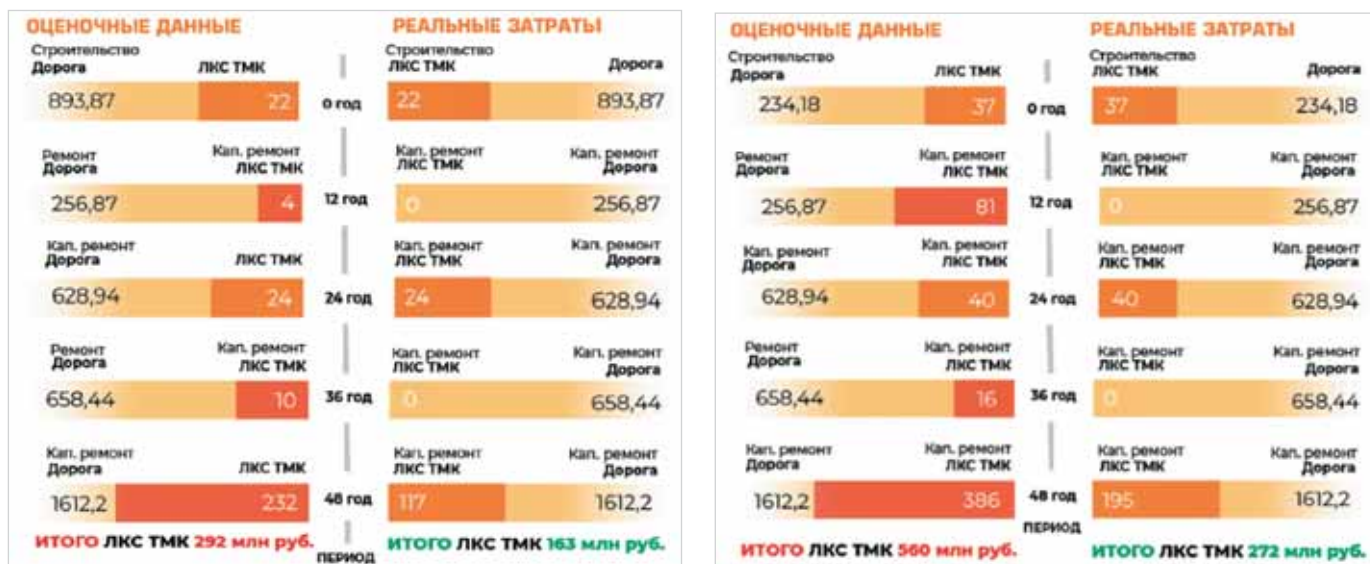 ОЦЕНОЧНЫЕ ДАННЫЕ РЕАЛЬНЫЕ ЗАТРАТЫ
Строительство Строительство
Дорога ЛКС ТМК ЛКС ТМК Дорога
893,87 22 0 год 22 893,87
Ремонт Кап. ремонт Кап. ремонт Кап. ремонт
Дорога ЛКС ТМК ЛКС ТМК Дорога
256,87 4 12 год 0 256,87
Кап. ремонт Кап. ремонт Кап. ремонт
Дорога ЛКС ТМК ЛКС ТМК Дорога
628,94 24 24 год 24 628,94
Ремонт Кап. ремонт Кап. ремонт Кап. ремонт
Дорога ЛКС ТМК ЛКС ТМК Дорога
658,44 10 36 год 0 658,44
Кап. ремонт Кап. ремонт Кап. ремонт
Дорога ЛКС ТМК ЛКС ТМК Дорога
1612,2 232 48 год 117 1612,2
ИТОГО ЛКС ТМК 292 млн руб. ПЕРИОД ИТОГО ЛКС ТМК 163 млн руб.
ОЦЕНОЧНЫЕ ДАННЫЕ РЕАЛЬНЫЕ ЗАТРАТЫ
Строительство Строительство
Дорога ЛКС ТМК ЛКС ТМК Дорога
234,18 37 0 год 37 234,18
Ремонт Кап. ремонт Кап. ремонт Кап. ремонт
Дорога ЛКС ТМК ЛКС ТМК Дорога
256,87 81 12 год 0 256,87
Кап. ремонт Кап. ремонт Кап. ремонт Кап. ремонт
Дорога ЛКС ТМК ЛКС ТМК Дорога
628,94 40 24 год 40 628,94
Ремонт Кап. ремонт Кап. ремонт Кап. ремонт
Дорога ЛКС ТМК ЛКС ТМК Дорога
658,44 16 36 год 0 658,44
Кап. ремонт Кап. ремонт Кап. ремонт Кап. ремонт
Дорога ЛКС ТМК ЛКС ТМК Дорога
1612,2 386 48 год 195 1612,2
ПЕРИОД
ИТОГО ЛКС ТМК 560 млн руб. ИТОГО ЛКС ТМК 272 млн руб.